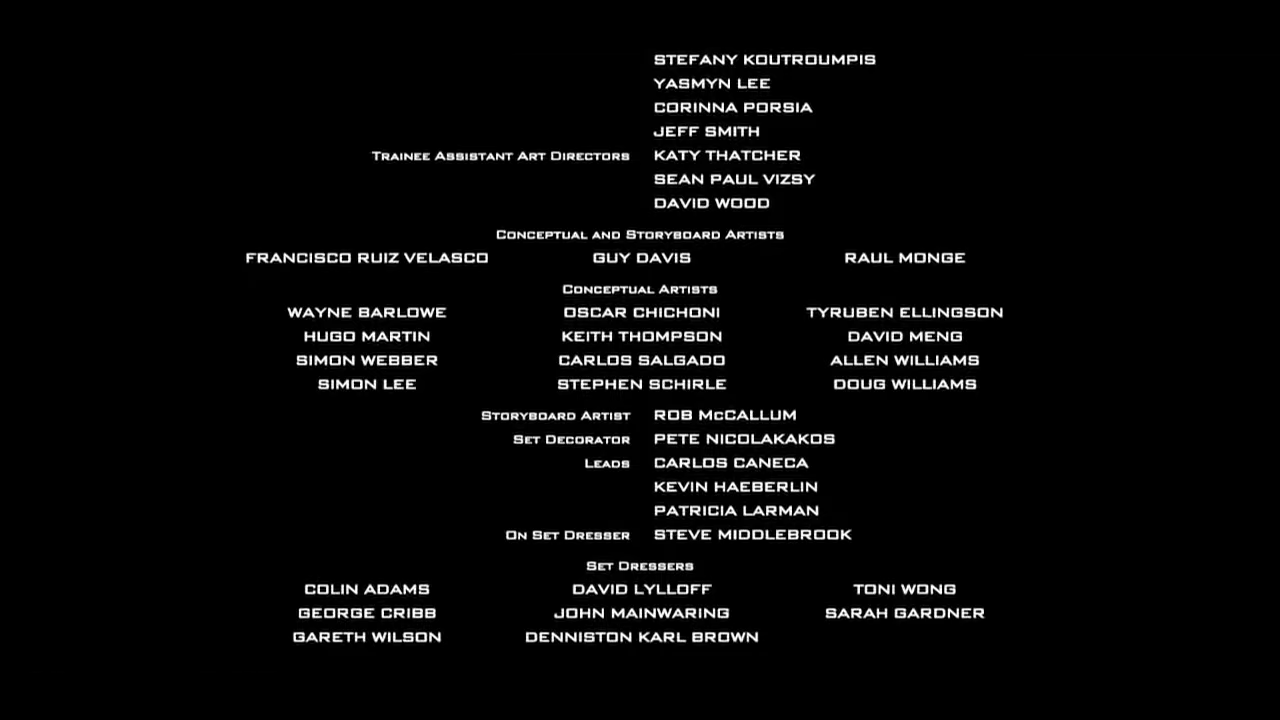 STEFANY KOUTROUMPIS
YASMYN LEE
CORINNA PORSIA
JEFF SMITH
TRAINEE ASSISTANT ART DIRECTORS KATY THATCHER
SEAN PAUL VIZSY
DAVID WOOD
CONCEPTUAL AND STORYBOARD ARTISTS
FRANCISCO RUIZ VELASCO GUY DAVIS RAUL MONGE
CONCEPTUAL ARTISTS
WAYNE BARLOWE OSCAR CHICHONI TYRUBEN ELLINGSON
HUGO MARTIN KEITH THOMPSON DAVID MENG
SIMON WEBBER CARLOS SALGADO ALLEN WILLIAMS
SIMON LEE STEPHEN SCHIRLE DOUG WILLIAMS
STORYBOARD ARTIST ROB McCALLUM
SET DECORATOR PETE NICOLAKAKOS
LEADS CARLOS CANECA
KEVIN HAEBERLIN
PATRICIA LARMAN
ON SET DRESSER STEVE MIDDLEBROOK
SET DRESSERS
COLIN ADAMS DAVID LYLLOFF TONI WONG
GEORGE CRIBB JOHN MAINWARING SARAH GARDNER
GARETH WILSON DENNISTON KARL BROWN